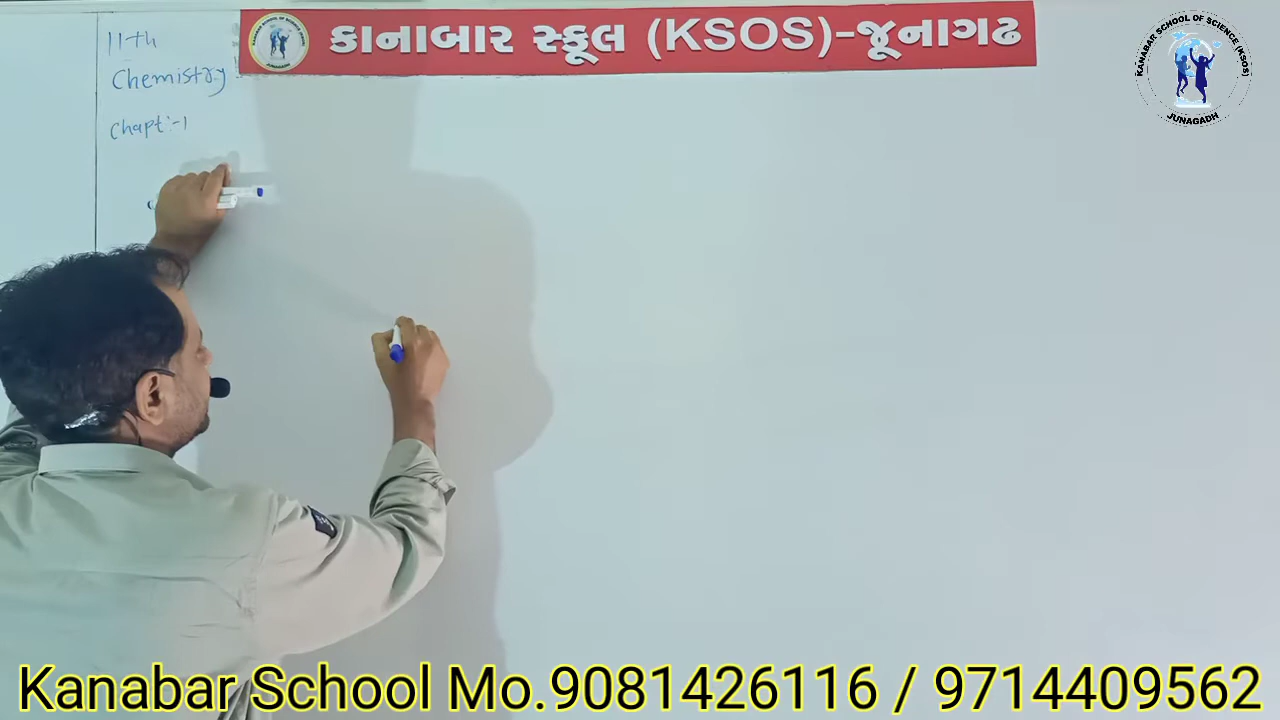 11th
Chemistry
Chapt:-1
કાનાબાર સ્કૂલ (KSOS)-જૂનાગઢ
KANABAR SCHOOL OF SCIENCE (KSOS)
JUNAGADH
Kanabar School Mo.9081426116 / 9714409562